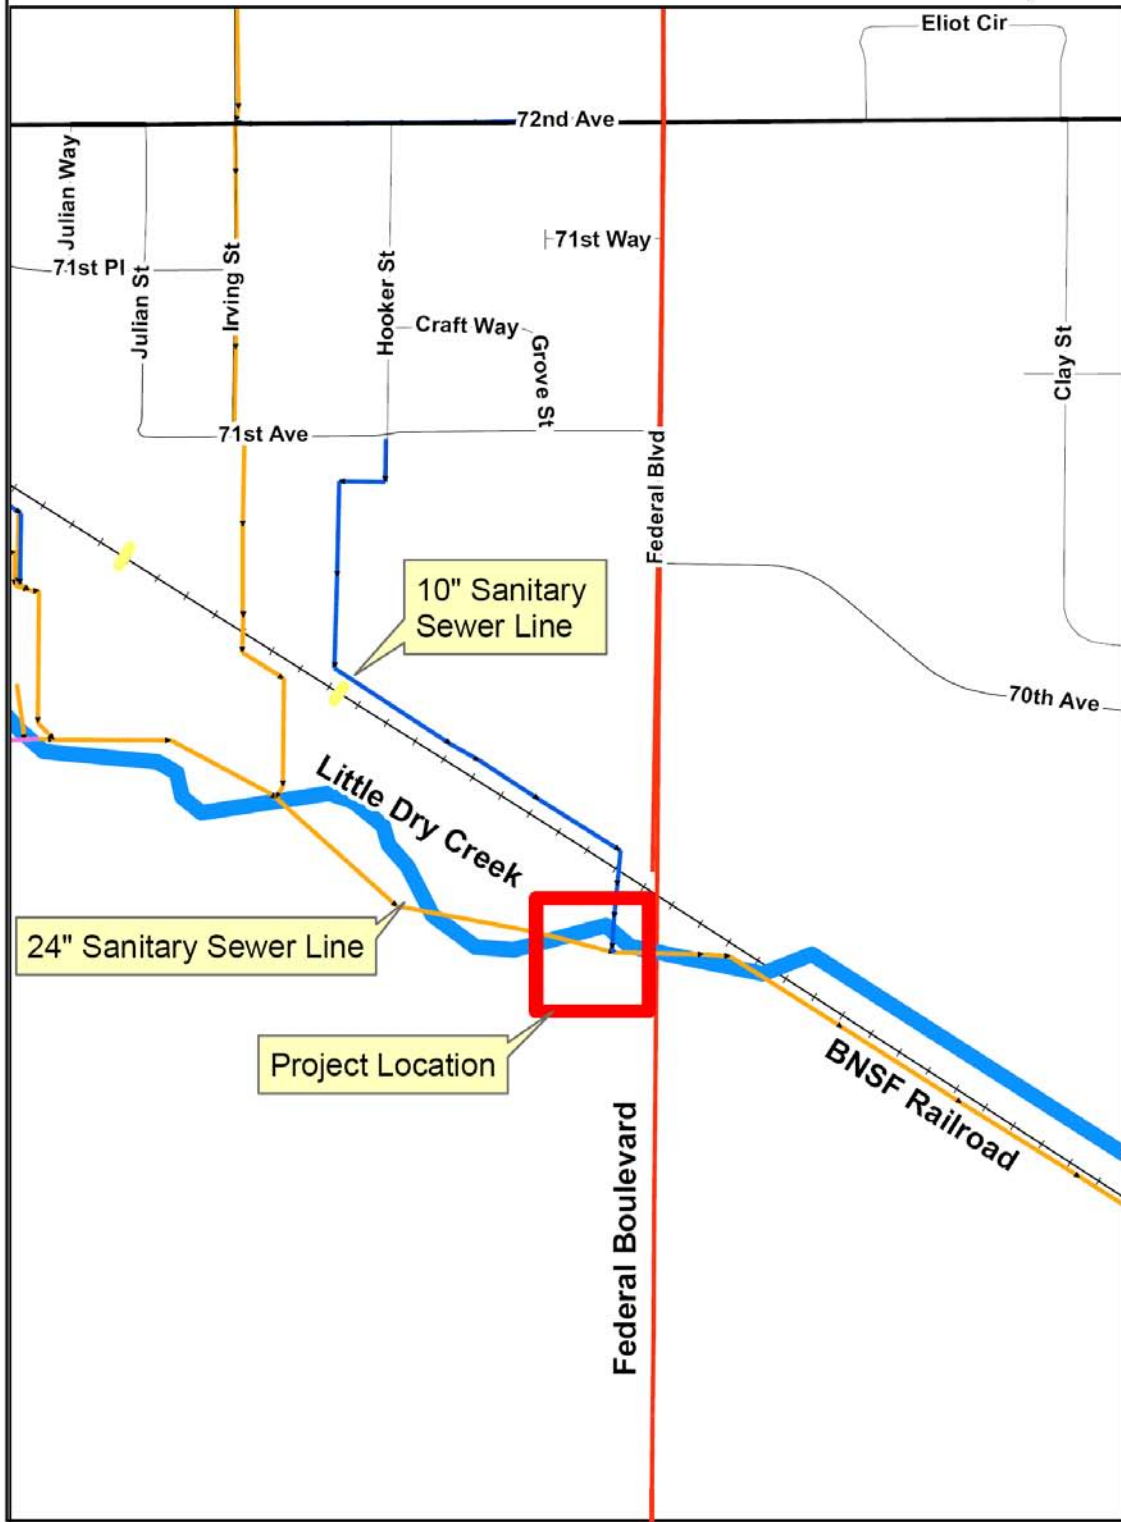 Eliot Cir
72nd Ave
Julian Way
71st Way
71st Pl
Julian St
Irving St
Hooker St
Craft Way
Grove St
Clay St
71st Ave
Federal Blvd
10" Sanitary
Sewer Line
70th Ave
Little Dry Creek
24" Sanitary Sewer Line
Project Location
BNSF Railroad
Federal Boulevard